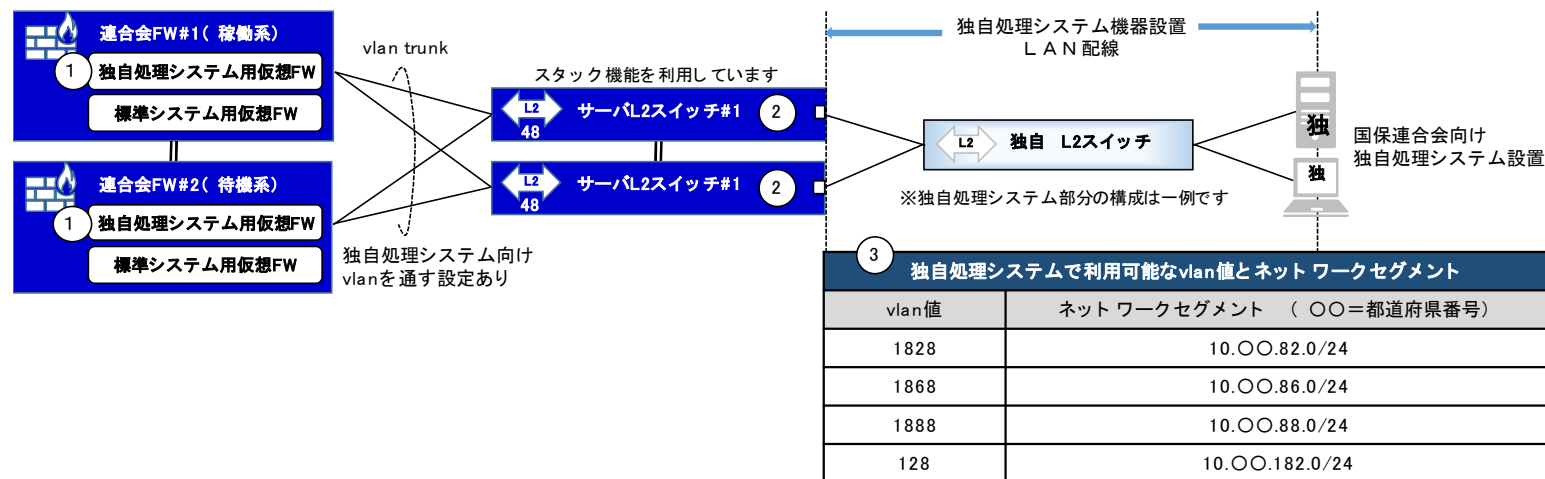 連合会FW#1(稼働系)
1
独自処理システム用仮想FW
標準システム用仮想FW
連合会FW#2(待機系)
1
独自処理システム用仮想FW
標準システム用仮想FW
vlan trunk
独自処理システム向け
vlanを通す設定あり
スタック機能を利用しています
L2
48
サーバL2スイッチ#1
2
L2
48
サーバL2スイッチ#1
2
独自処理システム機器設置
LAN配線
L2
独自 L2スイッチ
※独自処理システム部分の構成は一例です
独
独
国保連合会向け
独自処理システム設置
3
独自処理システムで利用可能なvlan値とネットワークセグメント
vlan値 ネットワークセグメント (〇〇=都道府県番号)
1828 10.〇〇.82.0/24
1868 10.〇〇.86.0/24
1888 10.〇〇.88.0/24
128 10.〇〇.182.0/24